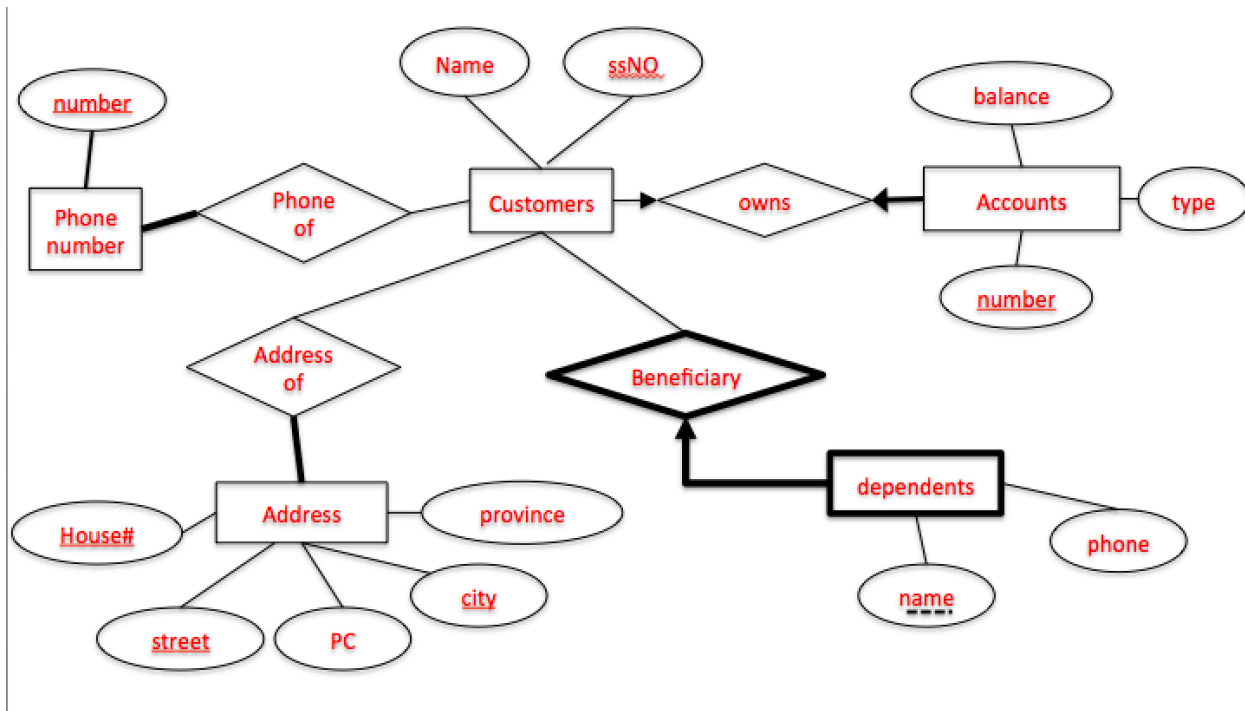 Name
ssNO
number
balance
Phone
number
Phone
of
Customers
owns
Accounts
type
number
Address
of
Beneficiary
dependents
House#
Address
province
phone
street
PC
city
name